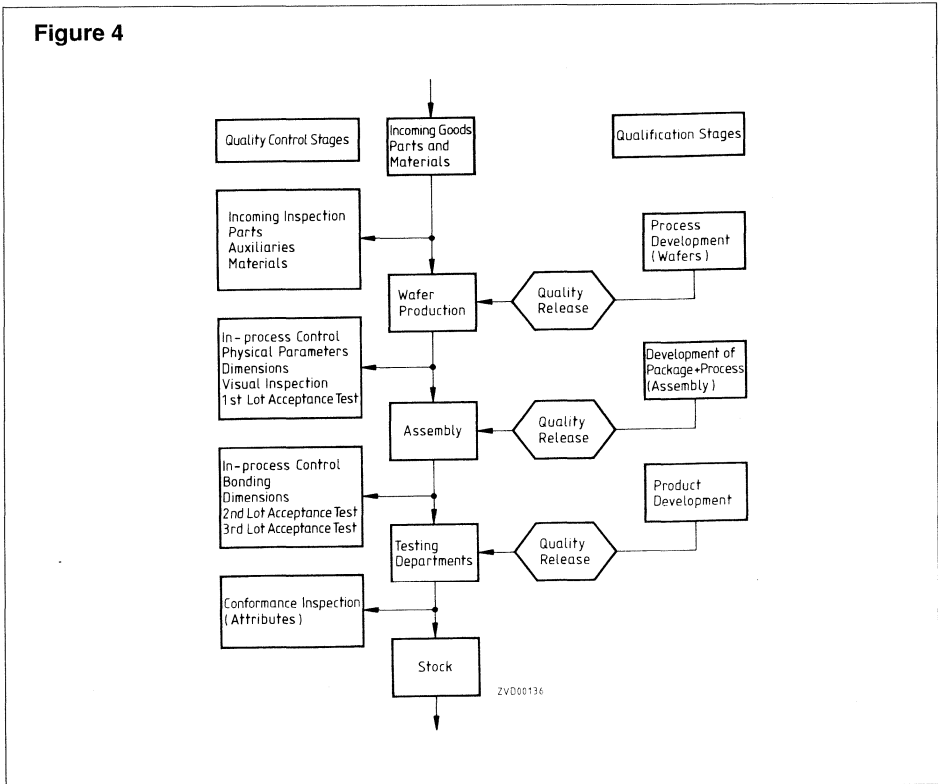 Figure 4
Quality Control Stages
Incoming Goods
Parts and
Materials
Qualification Stages
Incoming Inspection
Parts
Auxiliaries
Materials
Process
Development
(Wafers)
Wafer
Production
Quality
Release
In-process Control
Physical Parameters
Dimensions
Visual Inspection
1st Lot Acceptance Test
Development of
Package+Process
(Assembly)
Assembly
Quality
Release
In-process Control
Bonding
Dimensions
2nd Lot Acceptance Test
3rd Lot Acceptance Test
Product
Development
Testing
Departments
Quality
Release
Conformance Inspection
(Attributes)
Stock
ZVD00136